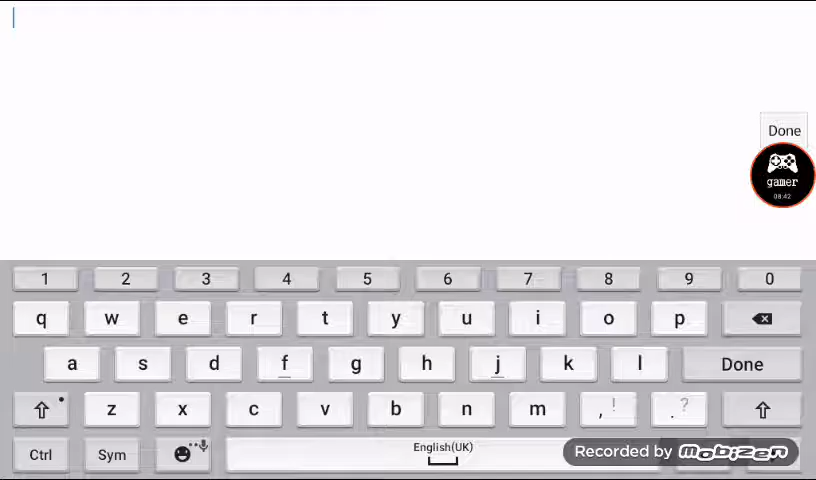 Done
gamer
08:42
1 2 3 4 5 6 7 8 9 0
q w e r t y u i o p
a s d f g h j k l Done
z x c v b n m , ! . ?
Ctrl Sym English(UK) Recorded by mobizen